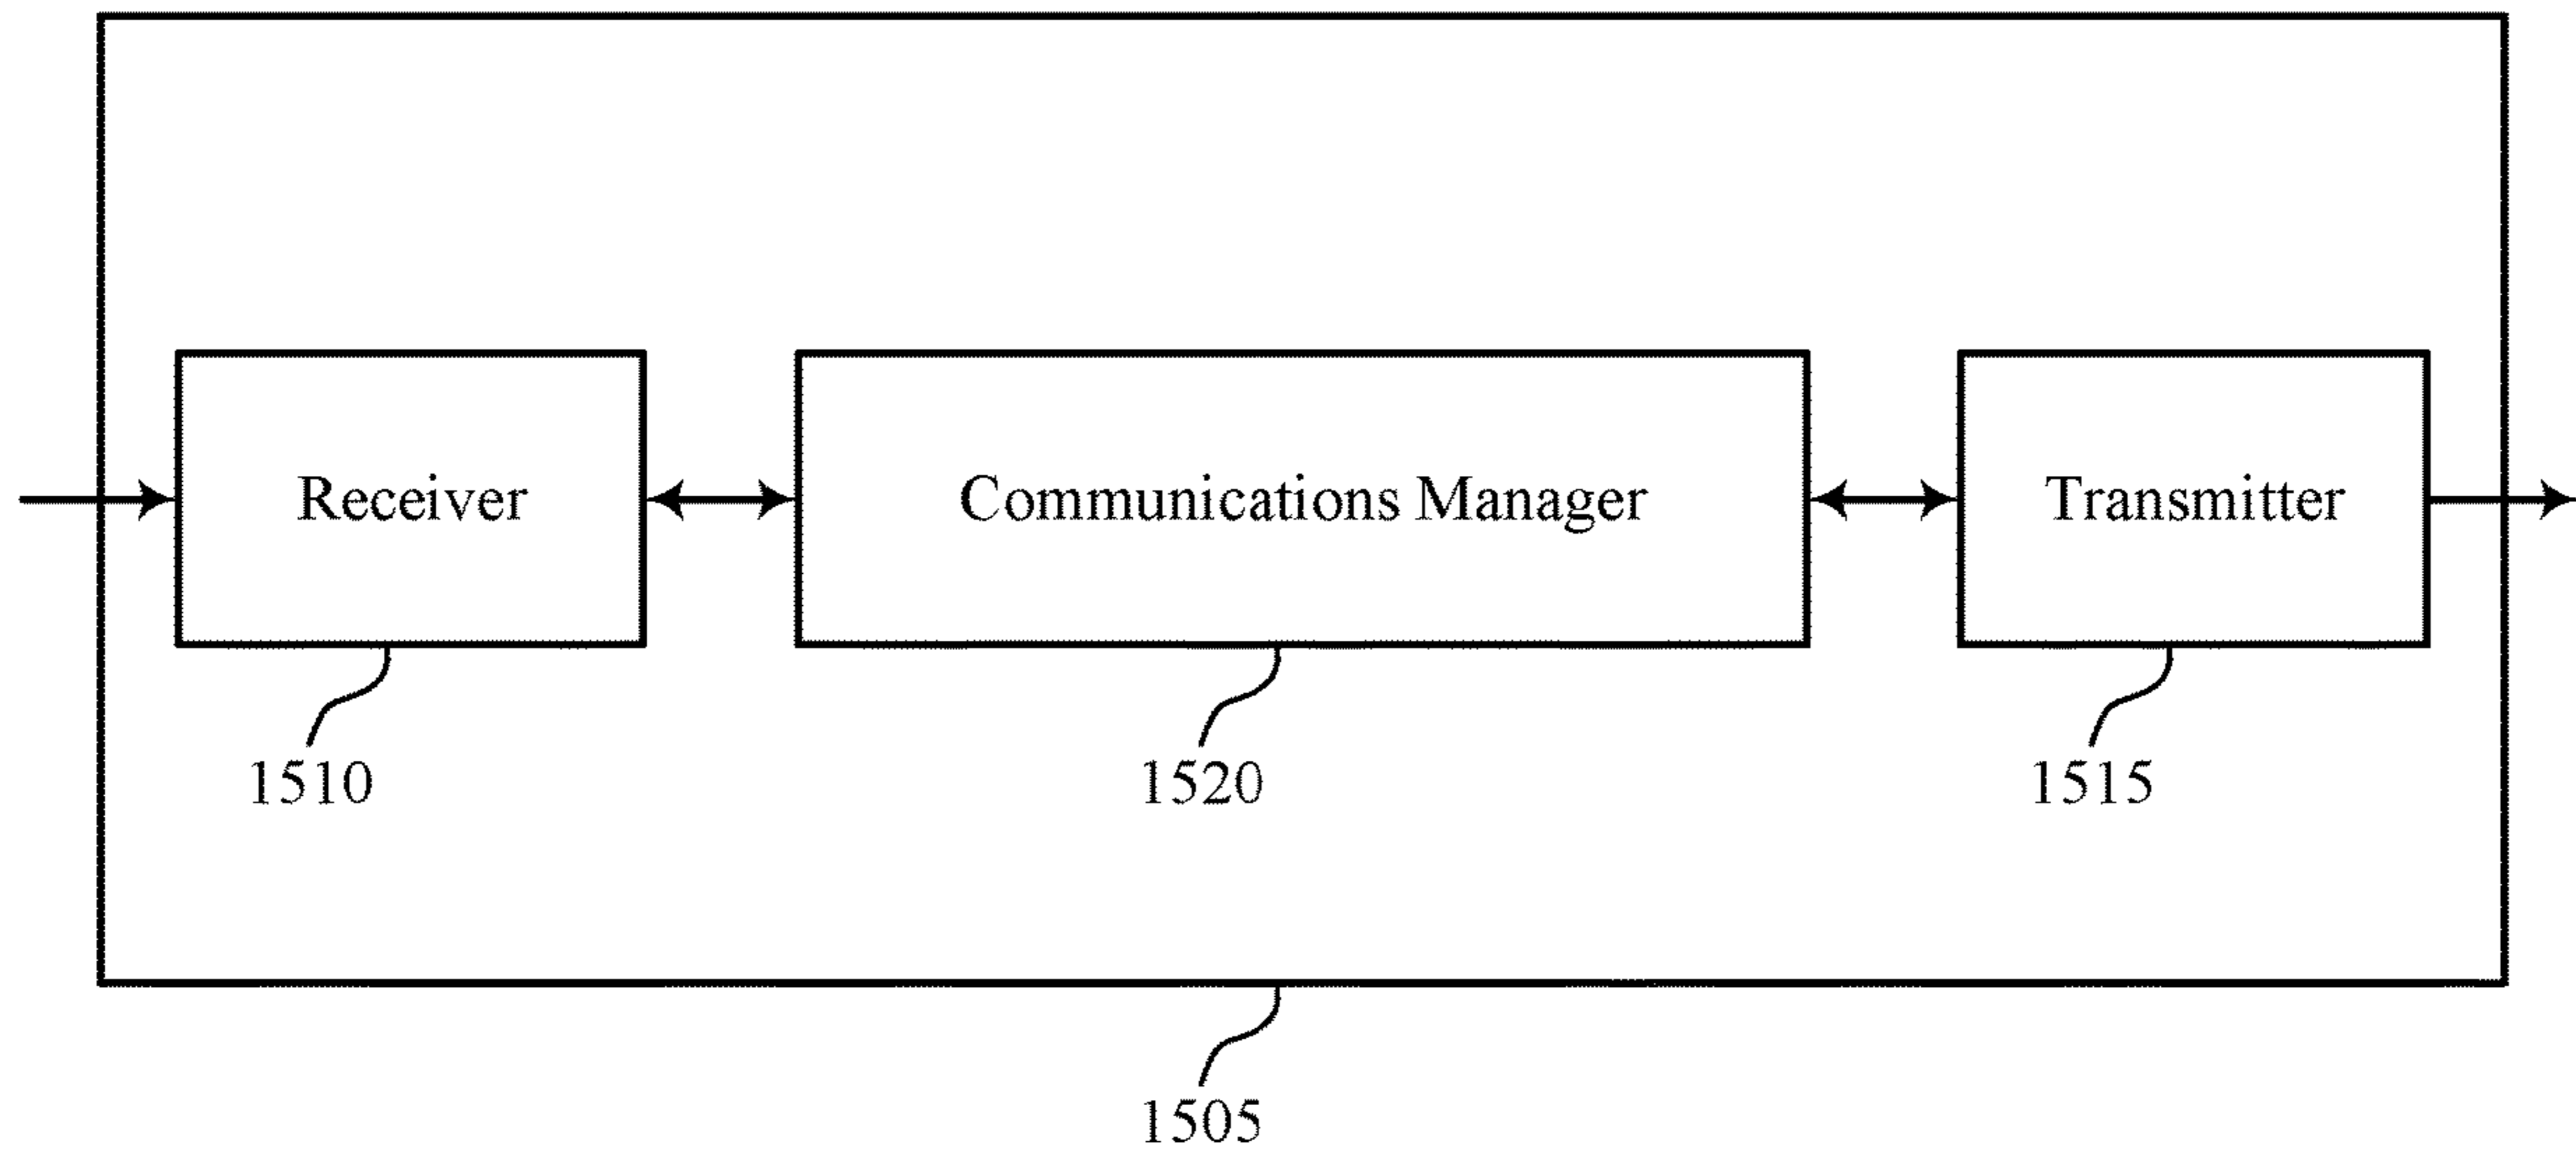 Receiver
Communications Manager
Transmitter
1510
1520
1515
1505